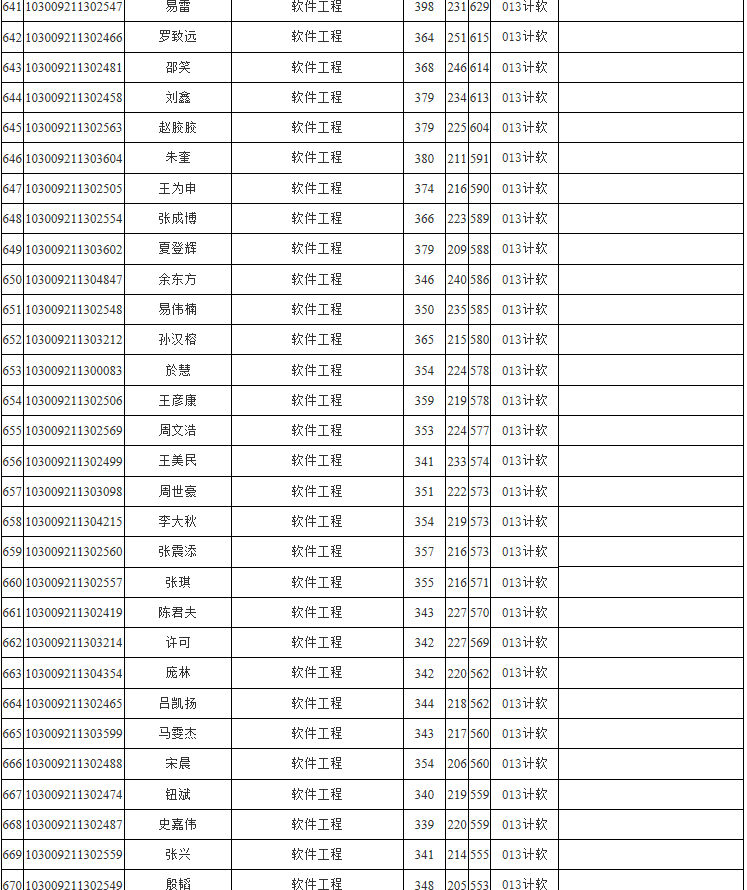 641 103009211302547 易雷 软件工程 398 231 629 013计软
642 103009211302466 罗致远 软件工程 364 251 615 013计软
643 103009211302481 邵笑 软件工程 368 246 614 013计软
644 103009211302458 刘鑫 软件工程 379 234 613 013计软
645 103009211302563 赵胶胶 软件工程 379 225 604 013计软
646 103009211303604 朱奎 软件工程 380 211 591 013计软
647 103009211302505 王为申 软件工程 374 216 590 013计软
648 103009211302554 张成博 软件工程 366 223 589 013计软
649 103009211303602 夏登辉 软件工程 379 209 588 013计软
650 103009211304847 余东方 软件工程 346 240 586 013计软
651 103009211302548 易伟楠 软件工程 350 235 585 013计软
652 103009211303212 孙汉榕 软件工程 365 215 580 013计软
653 103009211300083 於慧 软件工程 354 224 578 013计软
654 103009211302506 王彦康 软件工程 359 219 578 013计软
655 103009211302569 周文浩 软件工程 353 224 577 013计软
656 103009211302499 王美民 软件工程 341 233 574 013计软
657 103009211303098 周世豪 软件工程 351 222 573 013计软
658 103009211304215 李大秋 软件工程 354 219 573 013计软
659 103009211302560 张震添 软件工程 357 216 573 013计软
660 103009211302557 张琪 软件工程 355 216 571 013计软
661 103009211302419 陈君夫 软件工程 343 227 570 013计软
662 103009211303214 许可 软件工程 342 227 569 013计软
663 103009211304354 庞林 软件工程 342 220 562 013计软
664 103009211302465 吕凯扬 软件工程 344 218 562 013计软
665 103009211303599 马雯杰 软件工程 343 217 560 013计软
666 103009211302488 宋晨 软件工程 354 206 560 013计软
667 103009211302474 钮斌 软件工程 340 219 559 013计软
668 103009211302487 史嘉伟 软件工程 339 220 559 013计软
669 103009211302559 张兴 软件工程 341 214 555 013计软
670 103009211302549 殷韬 软件工程 348 205 553 013计软